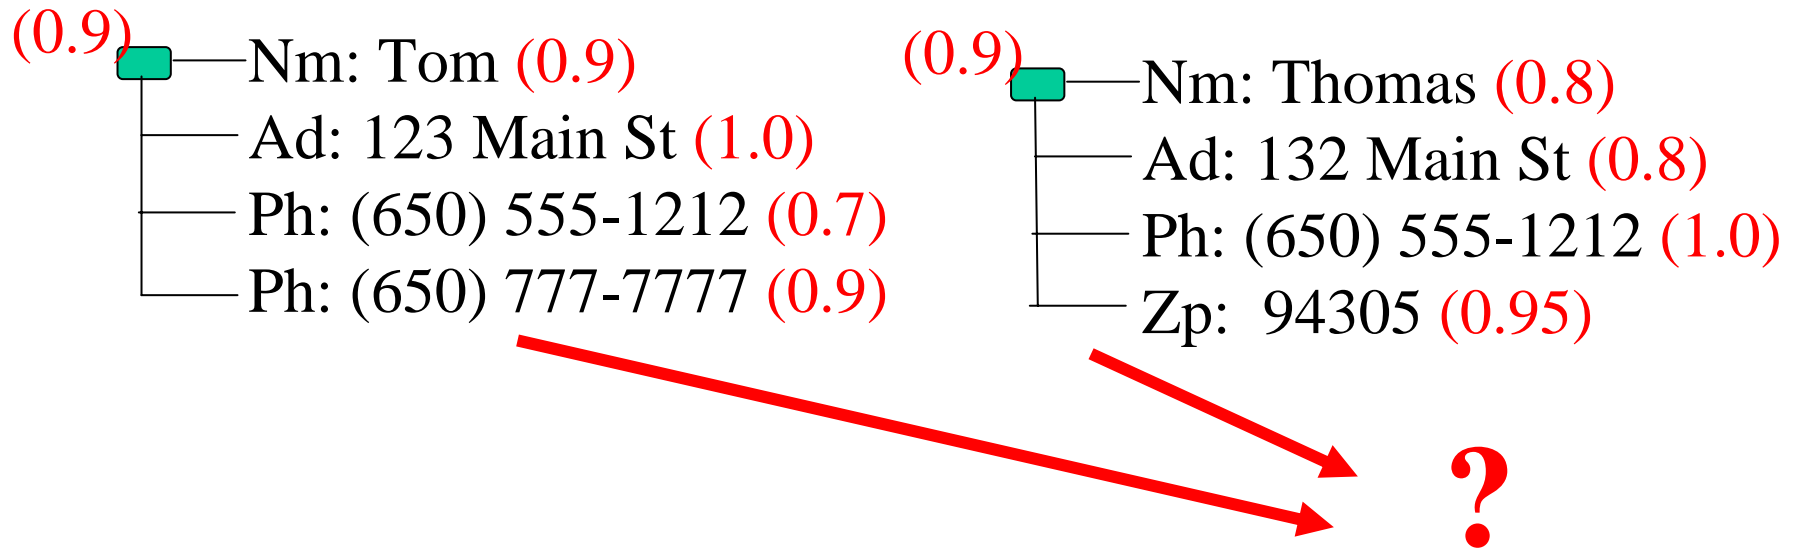 (0.9)
Nm: Tom (0.9)
Ad: 123 Main St (1.0)
Ph: (650) 555-1212 (0.7)
Ph: (650) 777-7777 (0.9)
(0.9)
Nm: Thomas (0.8)
Ad: 132 Main St (0.8)
Ph: (650) 555-1212 (1.0)
Zp: 94305 (0.95)
?